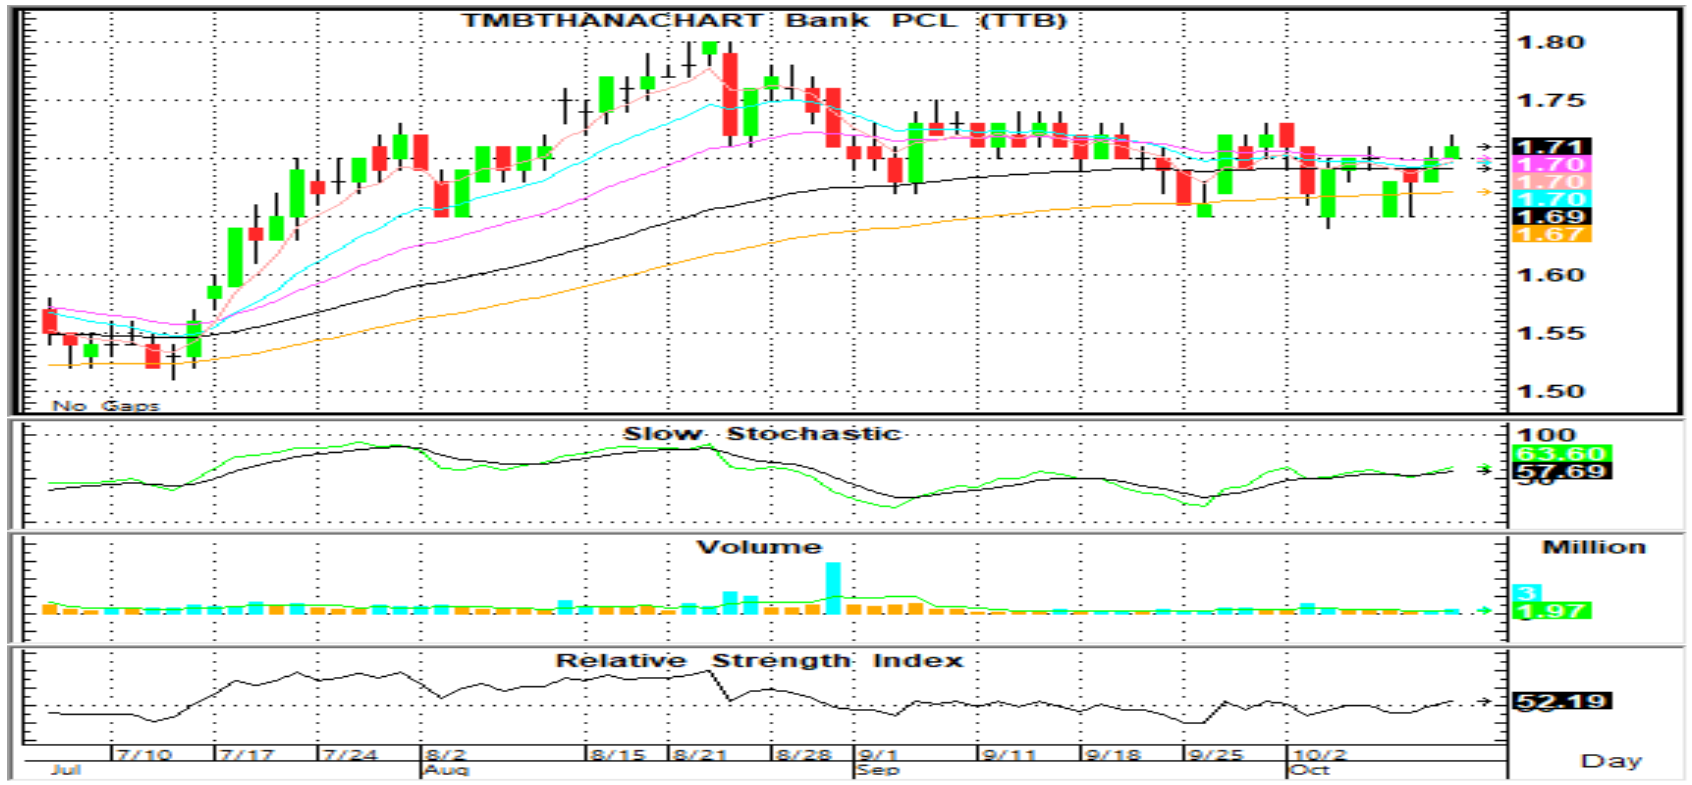 TMBTHANACHART Bank PCL (TTB)
1.80
1.75
1.71
1.70
1.70
1.70
1.69
1.67
1.60
1.55
1.50
No Gaps
Slow Stochastic
100
63.60
57.69
Volume
Million
3
1.97
Relative Strength Index
52.19
7/10 7/17 7/24 8/2 8/15 8/21 8/28 9/1 9/11 9/18 9/25 10/2
Jul Aug Sep Oct
Day